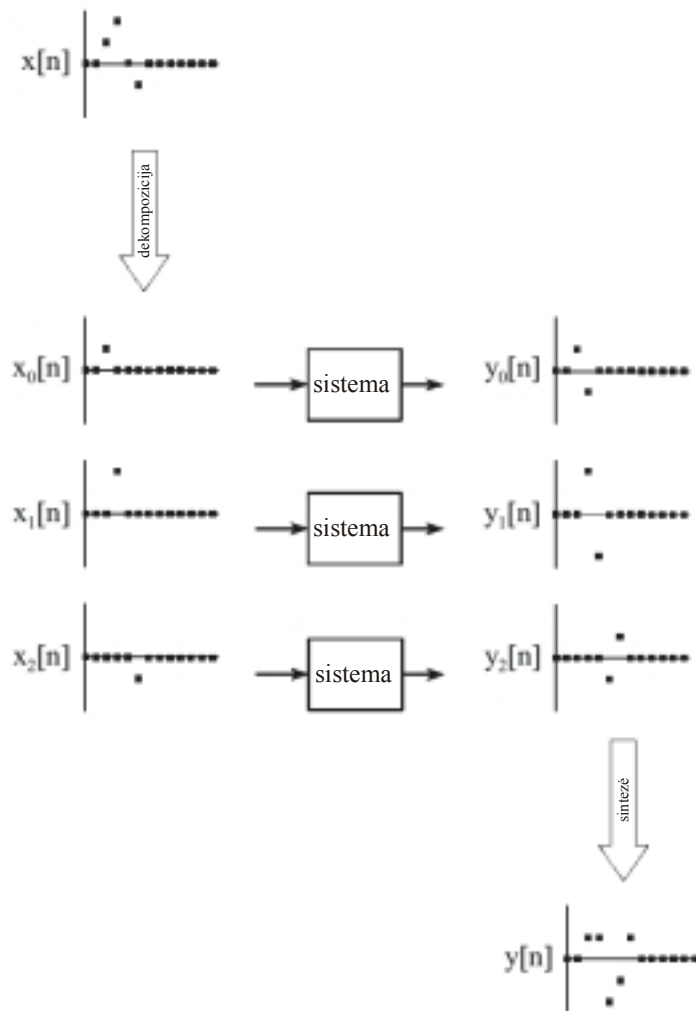 x[n]
dekompozicija
x₀[n]
sistema
y₀[n]
x₁[n]
sistema
y₁[n]
x₂[n]
sistema
y₂[n]
sintezė
y[n]